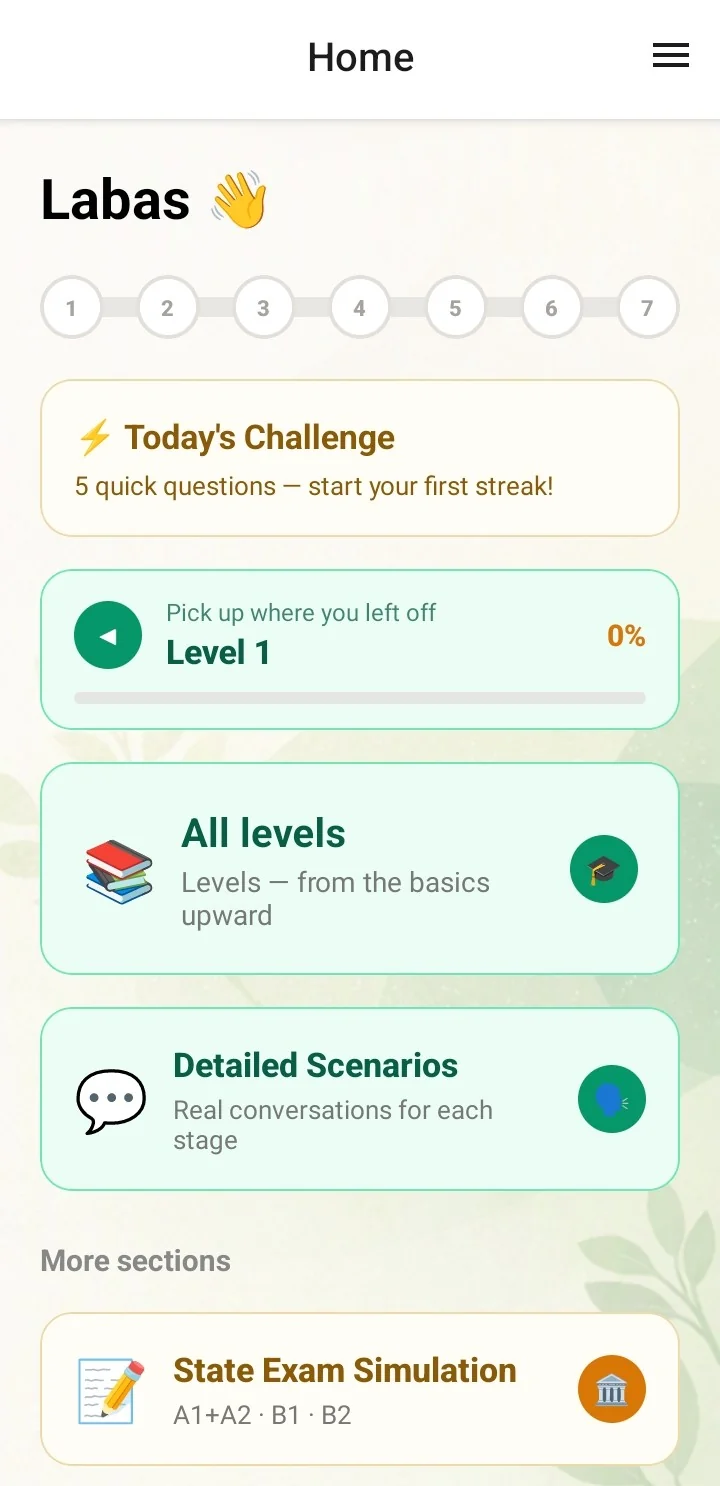 Home
Labas 👋
1 2 3 4 5 6 7
⚡ Today's Challenge
5 quick questions — start your first streak!
Pick up where you left off
Level 1
0%
All levels
Levels — from the basics
upward
Detailed Scenarios
Real conversations for each
stage
More sections
State Exam Simulation
A1+A2 · B1 · B2